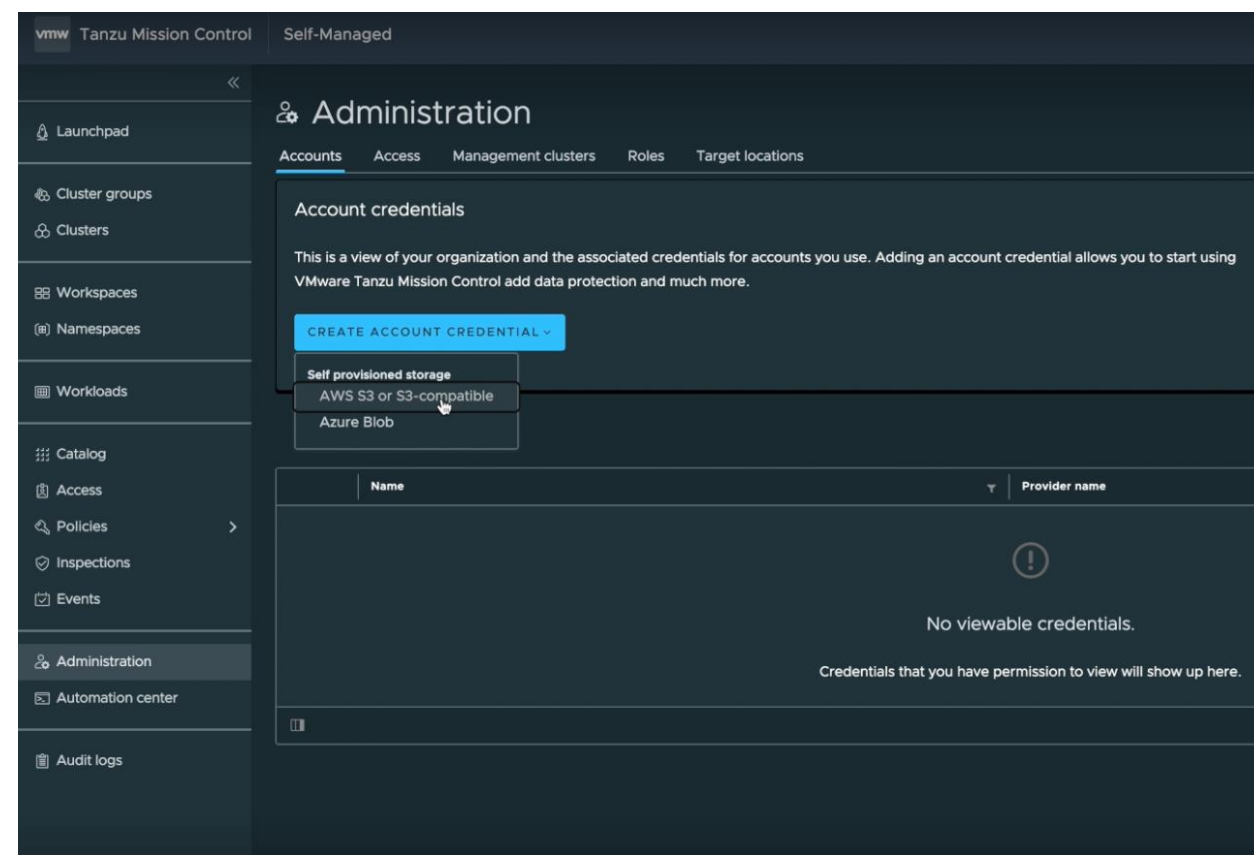 vmw Tanzu Mission Control Self-Managed
Launchpad
Cluster groups
Clusters
Workspaces
Namespaces
Workloads
Catalog
Access
Policies
Inspections
Events
Administration
Automation center
Audit logs
Administration
Accounts Access Management clusters Roles Target locations
Account credentials
This is a view of your organization and the associated credentials for accounts you use. Adding an account credential allows you to start using
VMware Tanzu Mission Control add data protection and much more.
CREATE ACCOUNT CREDENTIAL
Self provisioned storage
AWS S3 or S3-compatible
Azure Blob
Name Provider name
No viewable credentials.
Credentials that you have permission to view will show up here.